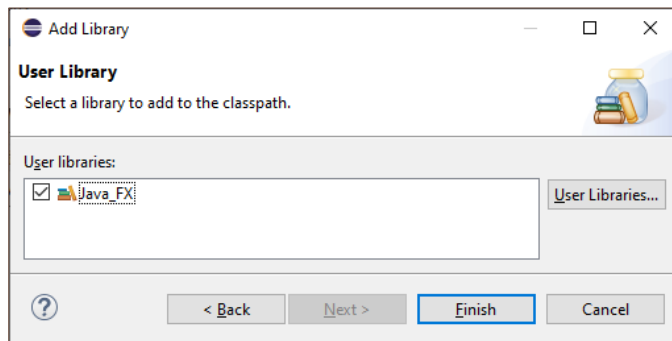 Add Library
User Library
Select a library to add to the classpath.
User libraries:
Java_FX
User Libraries...
?
< Back
Next >
Finish
Cancel